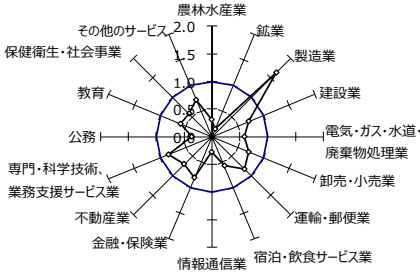 農林水産業
2.0
その他のサービス
鉱業
保健衛生・社会事業
1.5
製造業
1.0
教育
建設業
0.5
公務
0.0
電気・ガス・水道・
廃棄物処理業
専門・科学技術、
業務支援サービス業
卸売・小売業
不動産業
運輸・郵便業
金融・保険業
宿泊・飲食サービス業
情報通信業